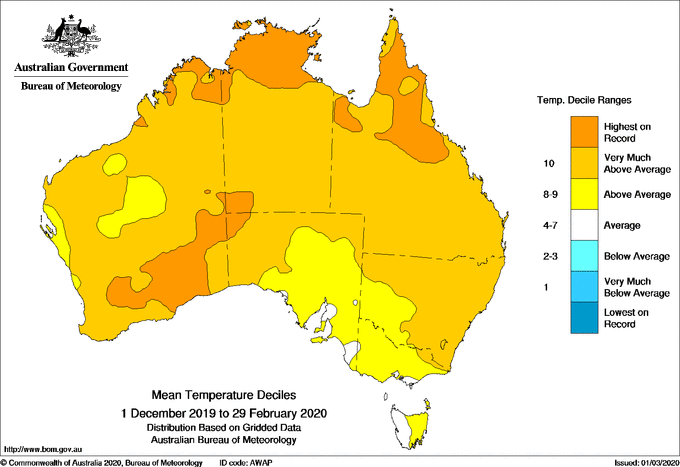 Australian Government
Bureau of Meteorology
Temp. Decile Ranges
Highest on
Record
10
Very Much
Above Average
8-9
Above Average
4-7
Average
2-3
Below Average
1
Very Much
Below Average
Lowest on
Record
Mean Temperature Deciles
1 December 2019 to 29 February 2020
Distribution Based on Gridded Data
Australian Bureau of Meteorology
http://www.bom.gov.au
© Commonwealth of Australia 2020, Bureau of Meteorology
ID code: AWAP
Issued: 01/03/2020